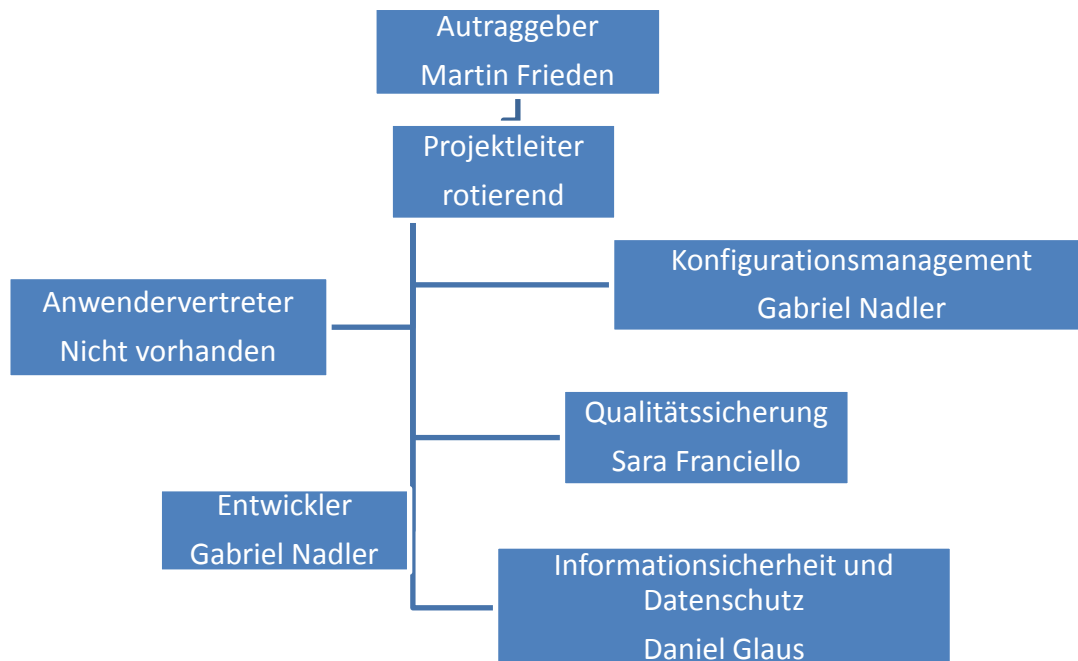 Autraggeber
Martin Frieden
Projektleiter
rotierend
Konfigurationsmanagement
Gabriel Nadler
Anwendervertreter
Nicht vorhanden
Qualitätssicherung
Sara Franciello
Entwickler
Gabriel Nadler
Informationsicherheit und
Datenschutz
Daniel Glaus